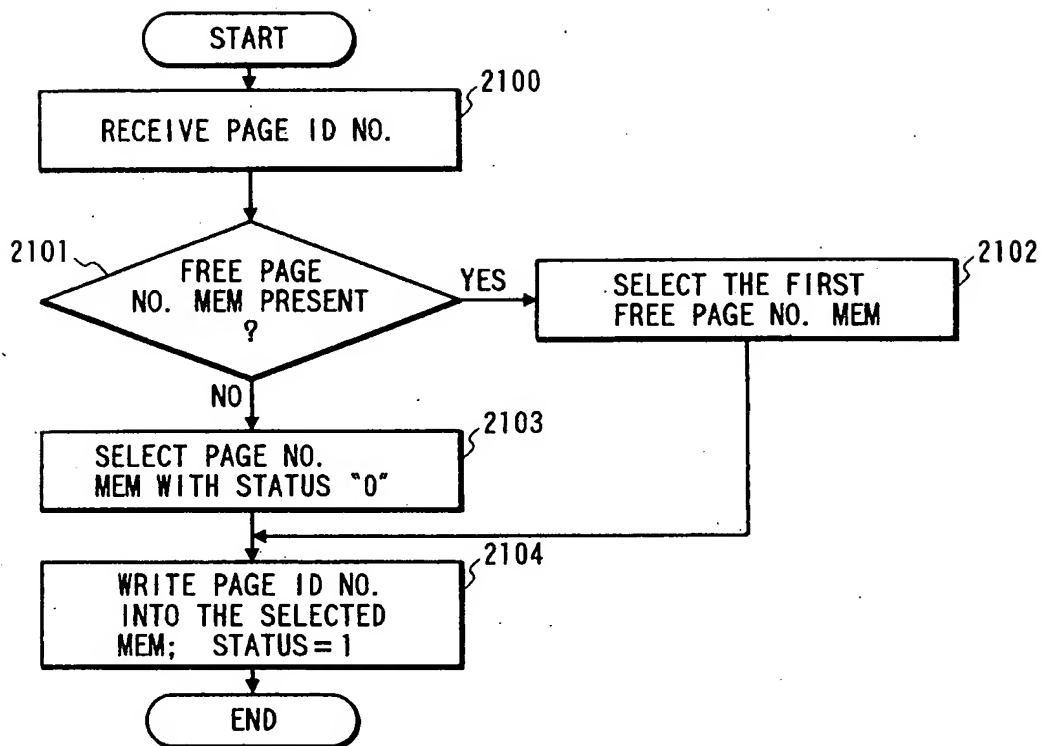 START
2100
RECEIVE PAGE ID NO.
2101
FREE PAGE
NO. MEM PRESENT
?
YES
2102
SELECT THE FIRST
FREE PAGE NO. MEM
NO
2103
SELECT PAGE NO.
MEM WITH STATUS "0"
2104
WRITE PAGE ID NO.
INTO THE SELECTED
MEM; STATUS=1
END